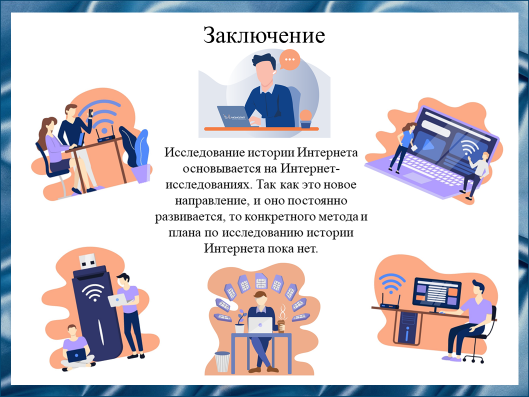 Заключение
Исследование истории Интернета
основывается на Интернет-
исследованиях. Так как это новое
направление, и оно постоянно
развивается, то конкретного метода и
плана по исследованию истории
Интернета пока нет.